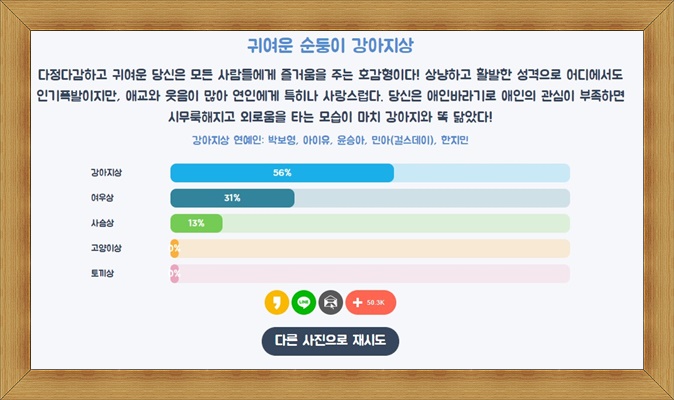 귀여운 순둥이 강아지상
다정다감하고 귀여운 당신은 모든 사람들에게 즐거움을 주는 호감형이다! 상냥하고 활발한 성격으로 어디에서도
인기폭발이지만, 애교와 웃음이 많아 연인에게 특히나 사랑스럽다. 당신은 애인바라기로 애인의 관심이 부족하면
시무룩해지고 외로움을 타는 모습이 마치 강아지와 똑 닮았다!
강아지상 연예인: 박보영, 아이유, 윤승아, 민아(걸스데이), 한지민
강아지상 56%
여우상 31%
사슴상 13%
고양이상 0%
토끼상 0%
LINE 58.3K
다른 사진으로 재시도